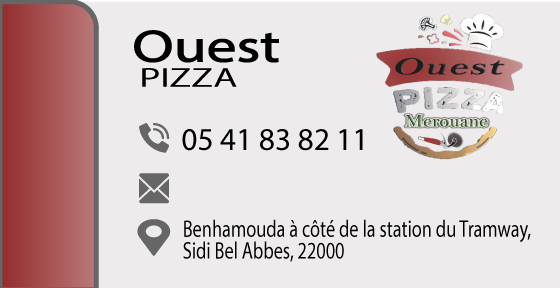 Ouest
PIZZA
Ouest
PIZZA
Merouane
05 41 83 82 11
Benhamouda à côté de la station du Tramway,
Sidi Bel Abbes, 22000